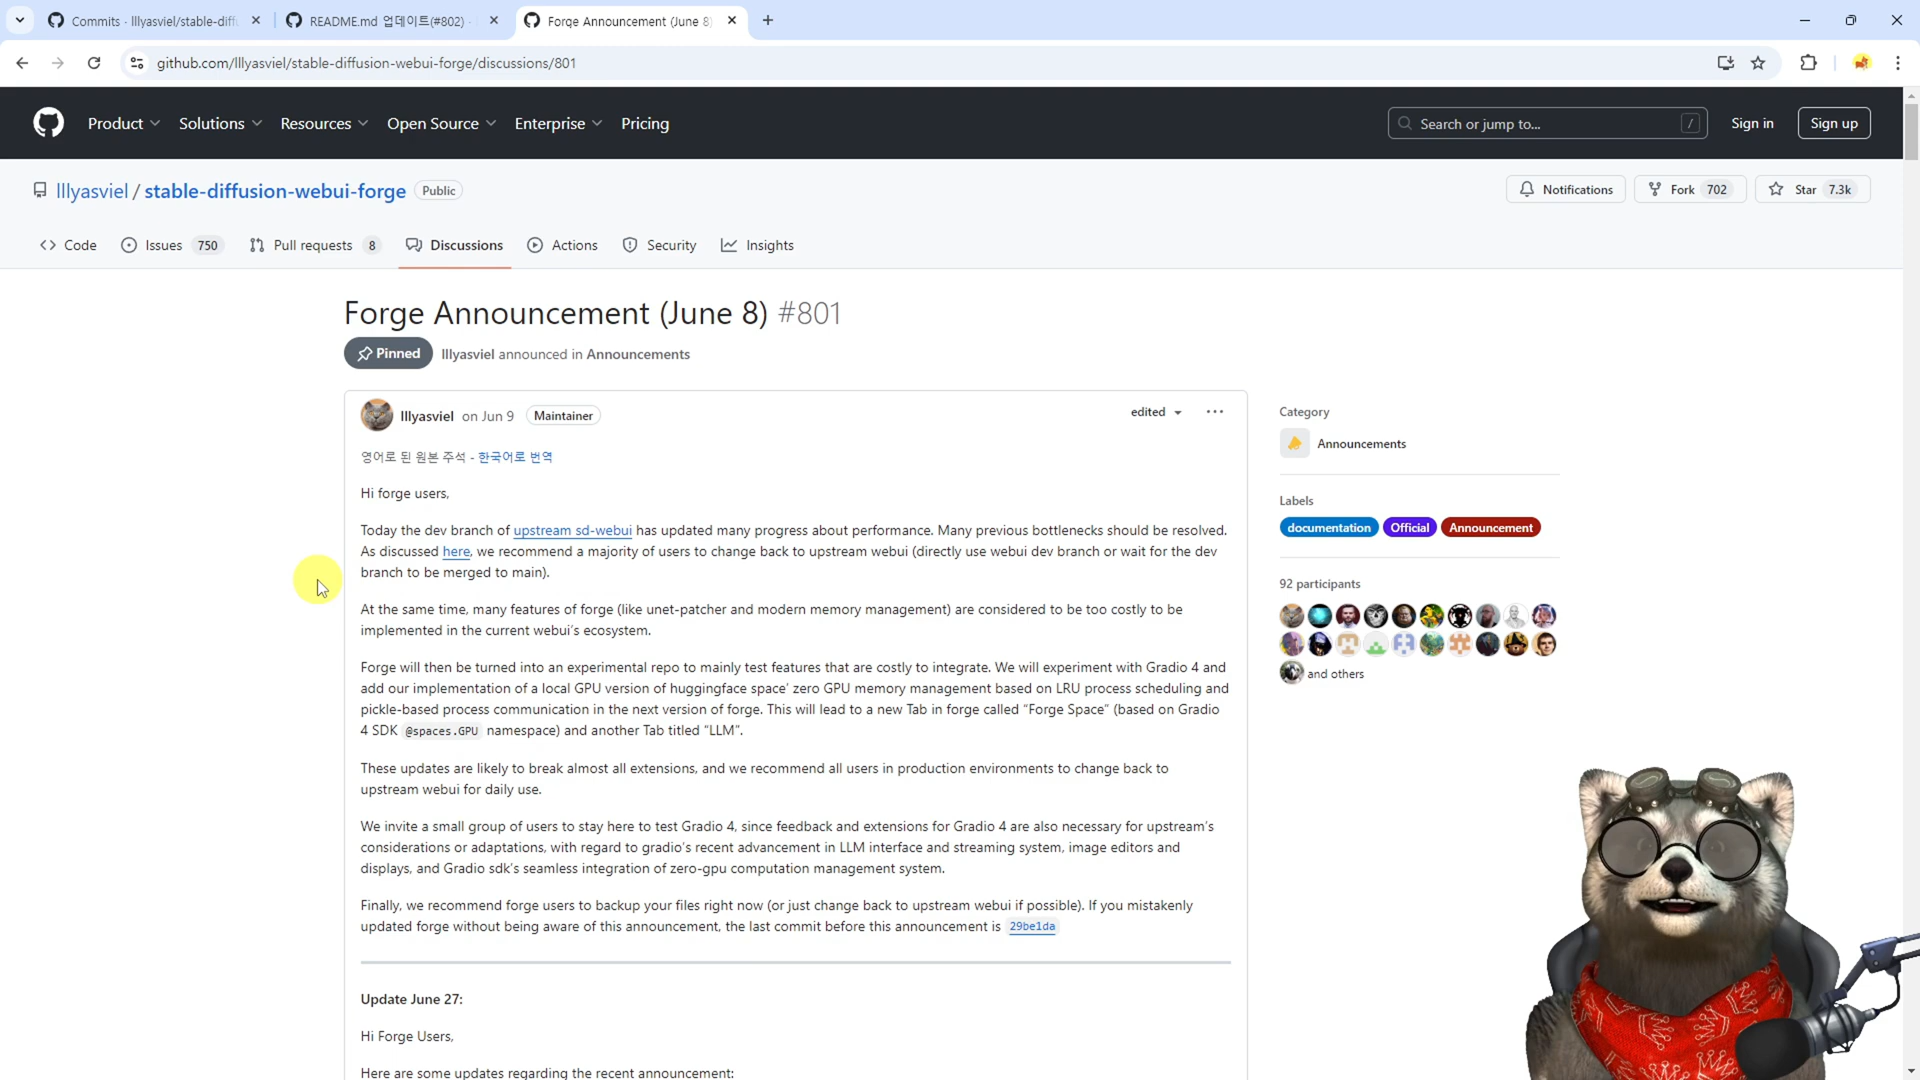 Commits · lllyasviel/stable-diff
README.md 업데이트(#802) ·
Forge Announcement (June 8)
github.com/lllyasviel/stable-diffusion-webui-forge/discussions/801
Product
Solutions
Resources
Open Source
Enterprise
Pricing
Search or jump to...
/
Sign in
Sign up
lllyasviel / stable-diffusion-webui-forge
Public
Notifications
Fork 702
Star 7.3k
Code
Issues 750
Pull requests 8
Discussions
Actions
Security
Insights
Forge Announcement (June 8) #801
Pinned
lllyasviel announced in Announcements
lllyasviel on Jun 9
Maintainer
edited
영어로 된 원본 주석 - 한국어로 번역
Hi forge users,
Today the dev branch of upstream sd-webui has updated many progress about performance. Many previous bottlenecks should be resolved.
As discussed here, we recommend a majority of users to change back to upstream webui (directly use webui dev branch or wait for the dev
branch to be merged to main).
At the same time, many features of forge (like unet-patcher and modern memory management) are considered to be too costly to be
implemented in the current webui's ecosystem.
Forge will then be turned into an experimental repo to mainly test features that are costly to integrate. We will experiment with Gradio 4 and
add our implementation of a local GPU version of huggingface space' zero GPU memory management based on LRU process scheduling and
pickle-based process communication in the next version of forge. This will lead to a new Tab in forge called “Forge Space” (based on Gradio
4 SDK @spaces.GPU namespace) and another Tab titled “LLM”.
These updates are likely to break almost all extensions, and we recommend all users in production environments to change back to
upstream webui for daily use.
We invite a small group of users to stay here to test Gradio 4, since feedback and extensions for Gradio 4 are also necessary for upstream's
considerations or adaptations, with regard to gradio's recent advancement in LLM interface and streaming system, image editors and
displays, and Gradio sdk's seamless integration of zero-gpu computation management system.
Finally, we recommend forge users to backup your files right now (or just change back to upstream webui if possible). If you mistakenly
updated forge without being aware of this announcement, the last commit before this announcement is 29be1da
Update June 27:
Hi Forge Users,
Here are some updates regarding the recent announcement:
Category
Announcements
Labels
documentation
Official
Announcement
92 participants
and others